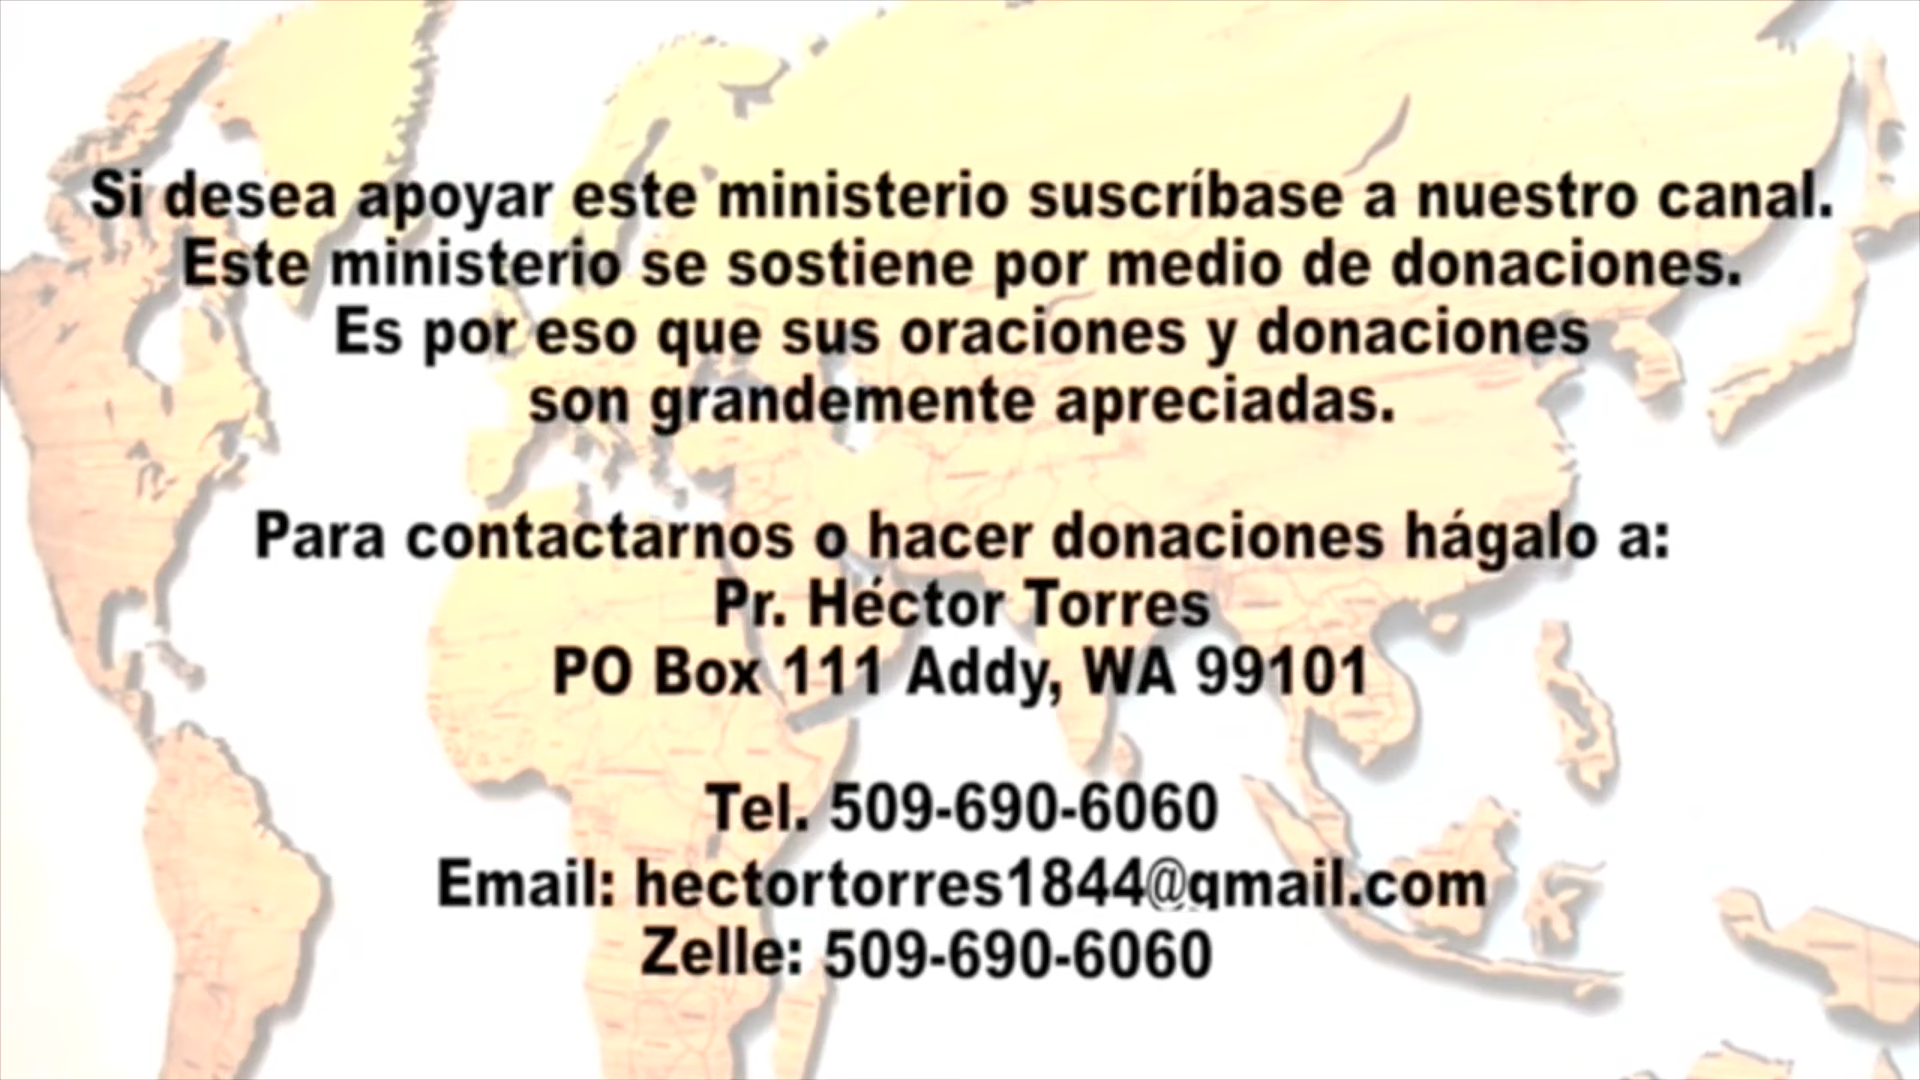 Si desea apoyar este ministerio suscríbase a nuestro canal.
Este ministerio se sostiene por medio de donaciones.
Es por eso que sus oraciones y donaciones
son grandemente apreciadas.
Para contactarnos o hacer donaciones hágalo a:
Pr. Héctor Torres
PO Box 111 Addy, WA 99101
Tel. 509-690-6060
Email: hectortorres1844@gmail.com
Zelle: 509-690-6060